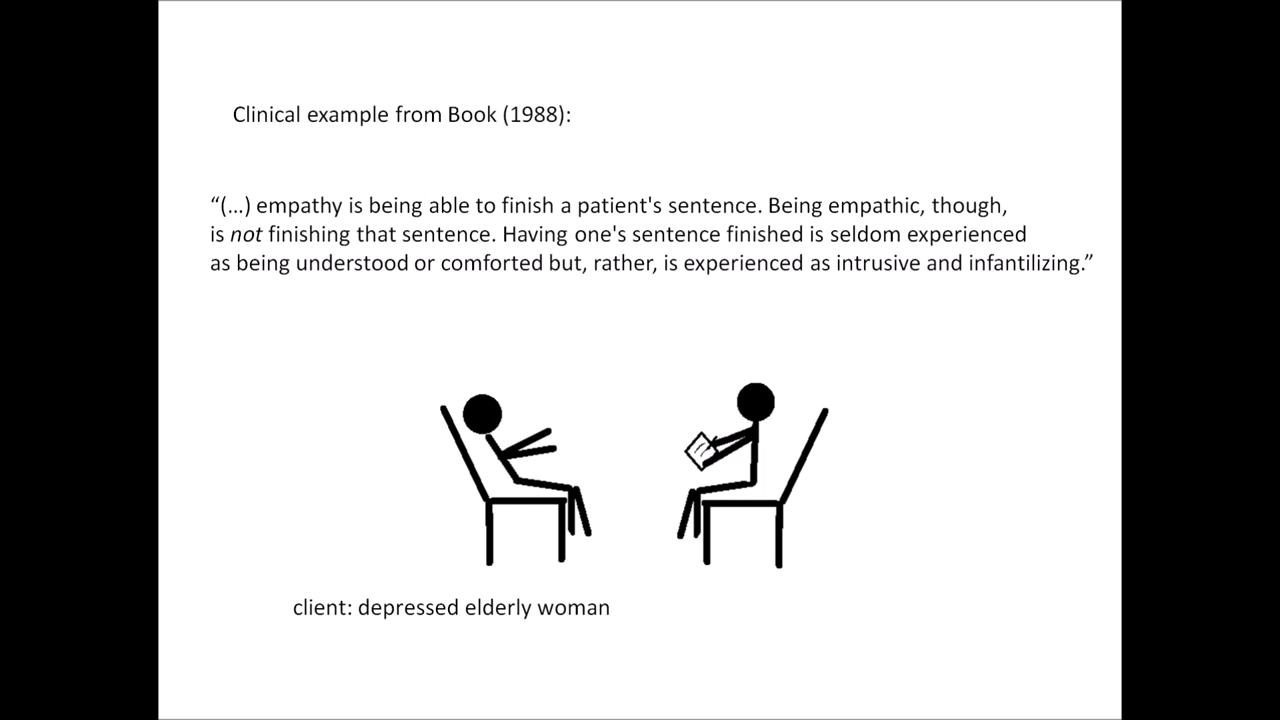 Clinical example from Book (1988):
“(...) empathy is being able to finish a patient's sentence. Being empathic, though,
is not finishing that sentence. Having one's sentence finished is seldom experienced
as being understood or comforted but, rather, is experienced as intrusive and infantilizing.”
client: depressed elderly woman